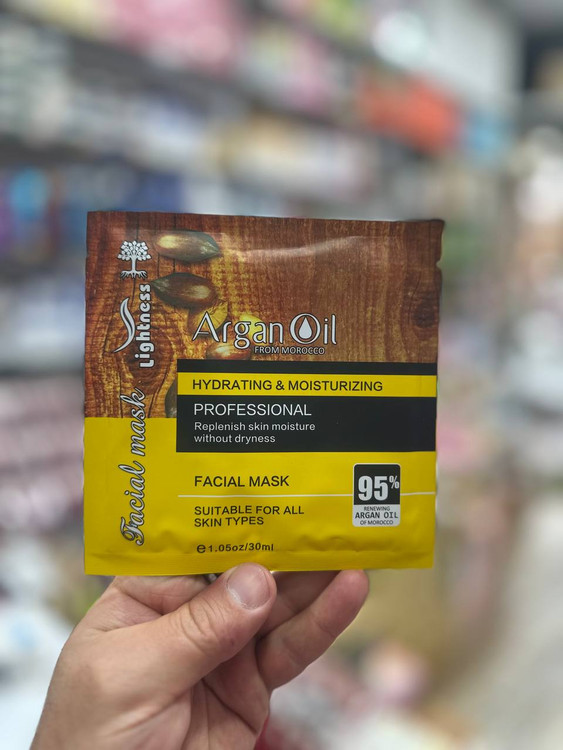 Lightness
Facial mask
Argan Oil
FROM MOROCCO
HYDRATING & MOISTURIZING
PROFESSIONAL
Replenish skin moisture
without dryness
FACIAL MASK
SUITABLE FOR ALL
SKIN TYPES
95%
RENEWING
ARGAN OIL
OF MOROCCO
℮1.05oz/30ml